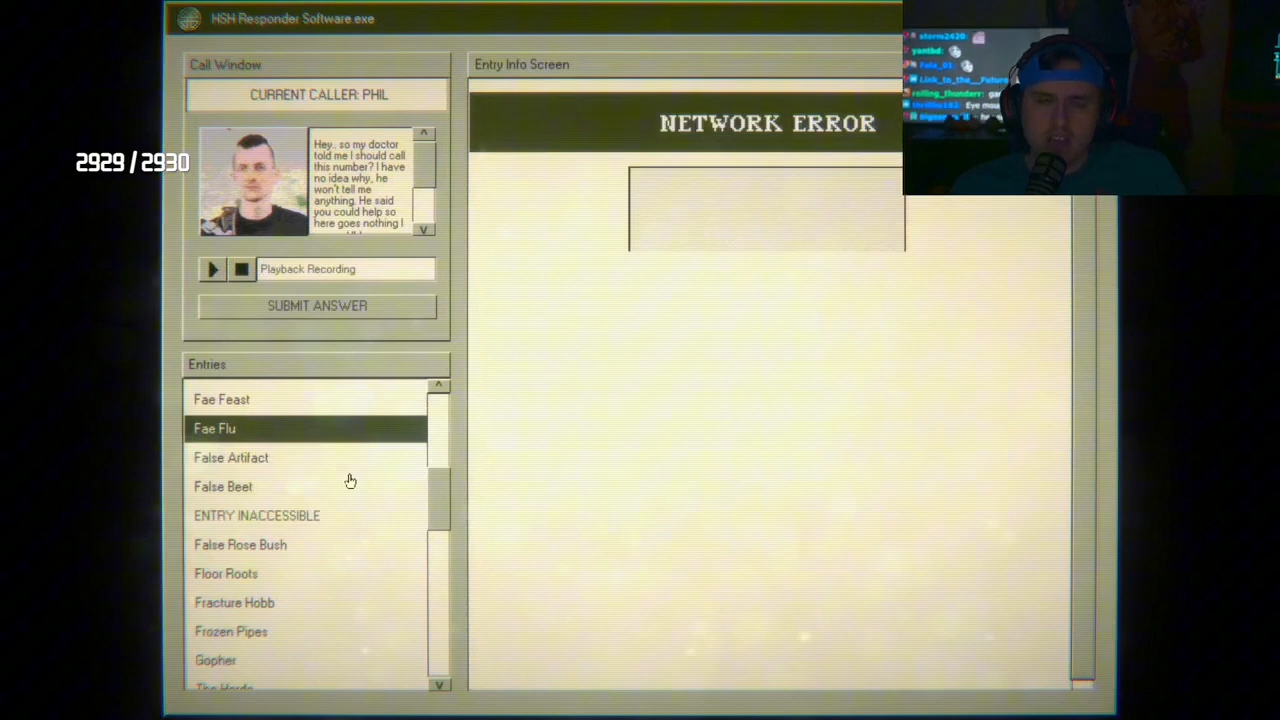 HSH Responder Software.exe
Call Window
Entry Info Screen
CURRENT CALLER: PHIL
NETWORK ERROR
2929 / 2930
Hey.. so my doctor
told me I should call
this number? I have
no idea why, he
won't tell me
anything. He said
you could help so
here goes nothing I
Playback Recording
SUBMIT ANSWER
Entries
Fae Feast
Fae Flu
False Artifact
False Beet
ENTRY INACCESSIBLE
False Rose Bush
Floor Roots
Fracture Hobb
Frozen Pipes
Gopher
storm2420:
yantbd: